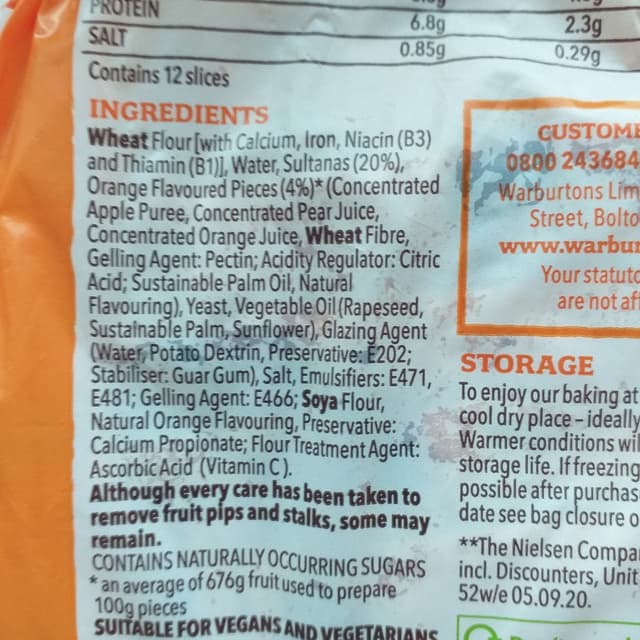 PROTEIN
6.8g 2.3g
SALT
0.85g 0.29g
Contains 12 slices
INGREDIENTS
Wheat Flour [with Calcium, Iron, Niacin (B3)
and Thiamin (B1)], Water, Sultanas (20%),
Orange Flavoured Pieces (4%)* (Concentrated
Apple Puree, Concentrated Pear Juice,
Concentrated Orange Juice, Wheat Fibre,
Gelling Agent: Pectin; Acidity Regulator: Citric
Acid; Sustainable Palm Oil, Natural
Flavouring), Yeast, Vegetable Oil (Rapeseed,
Sustainable Palm, Sunflower), Glazing Agent
(Water, Potato Dextrin, Preservative: E202;
Stabiliser: Guar Gum), Salt, Emulsifiers: E471,
E481; Gelling Agent: E466; Soya Flour,
Natural Orange Flavouring, Preservative:
Calcium Propionate; Flour Treatment Agent:
Ascorbic Acid (Vitamin C).
Although every care has been taken to
remove fruit pips and stalks, some may
remain.
CONTAINS NATURALLY OCCURRING SUGARS
* an average of 676g fruit used to prepare
100g pieces
SUITABLE FOR VEGANS AND VEGETARIANS
CUSTOME
0800 243684
Warburtons Lim
Street, Bolto
www.warbur
Your statuto
are not aff
STORAGE
To enjoy our baking at
cool dry place - ideally
Warmer conditions wil
storage life. If freezing
possible after purchas
date see bag closure o
**The Nielsen Compa
incl. Discounters, Unit
52w/e 05.09.20.